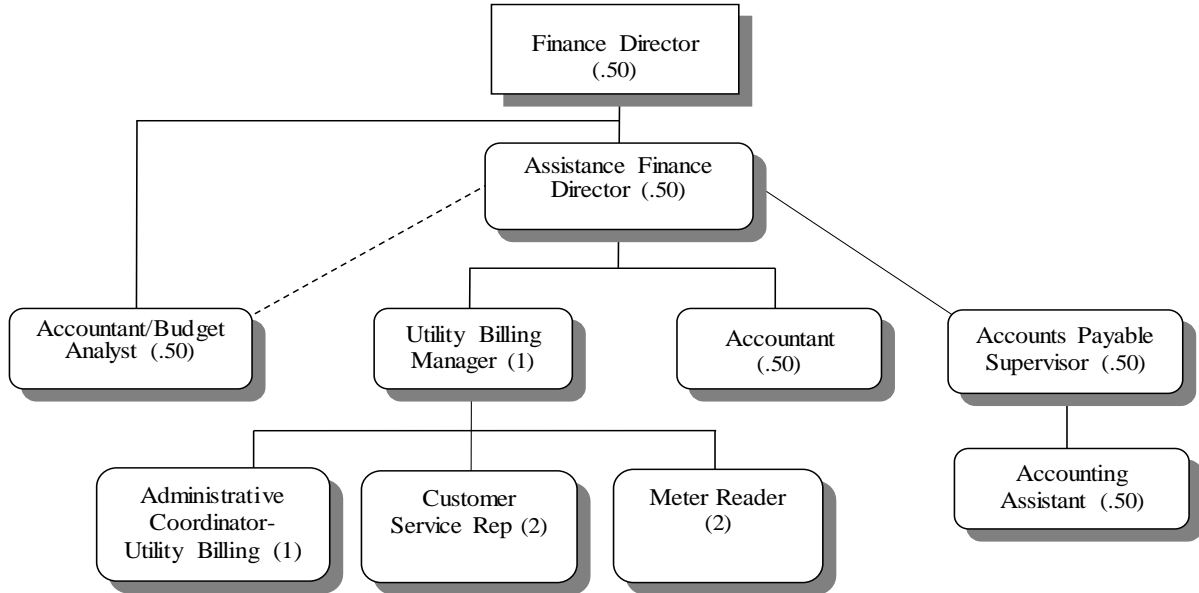 Finance Director
(.50)
Assistance Finance
Director (.50)
Accountant/Budget
Analyst (.50)
Utility Billing
Manager (1)
Accountant
(.50)
Accounts Payable
Supervisor (.50)
Administrative
Coordinator-
Utility Billing (1)
Customer
Service Rep (2)
Meter Reader
(2)
Accounting
Assistant (.50)